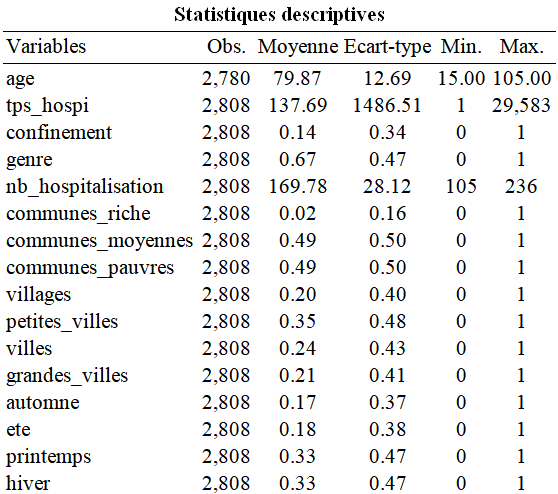 Statistiques descriptives
Variables Obs. Moyenne Ecart-type Min. Max.
age 2,780 79.87 12.69 15.00 105.00
tps_hospi 2,808 137.69 1486.51 1 29,583
confinement 2,808 0.14 0.34 0 1
genre 2,808 0.67 0.47 0 1
nb_hospitalisation 2,808 169.78 28.12 105 236
communes_riche 2,808 0.02 0.16 0 1
communes_moyennes 2,808 0.49 0.50 0 1
communes_pauvres 2,808 0.49 0.50 0 1
villages 2,808 0.20 0.40 0 1
petites_villes 2,808 0.35 0.48 0 1
villes 2,808 0.24 0.43 0 1
grandes_villes 2,808 0.21 0.41 0 1
automne 2,808 0.17 0.37 0 1
ete 2,808 0.18 0.38 0 1
printemps 2,808 0.33 0.47 0 1
hiver 2,808 0.33 0.47 0 1